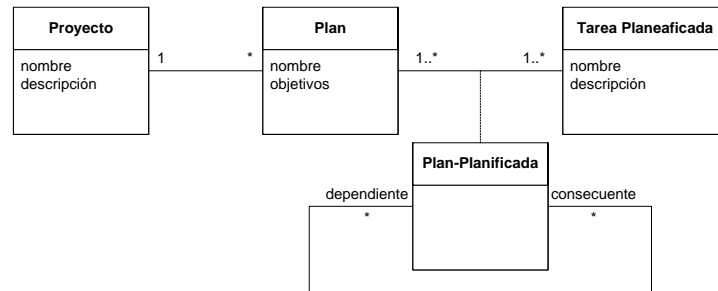 Proyecto
nombre
descripción
1
*
Plan
nombre
objetivos
1..*
1..*
Tarea Planeaficada
nombre
descripción
Plan-Planificada
dependiente
*
consecuente
*